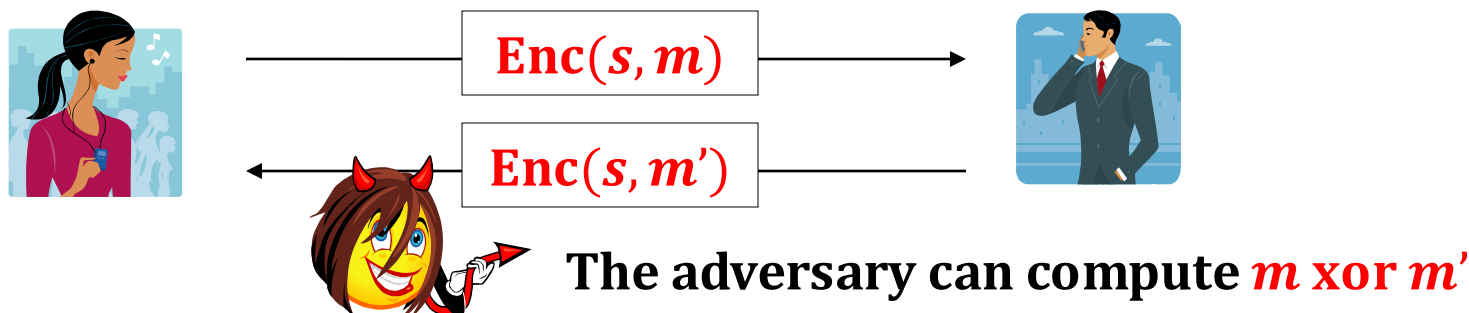 Enc(s, m)
Enc(s, m’)
The adversary can compute m xor m’